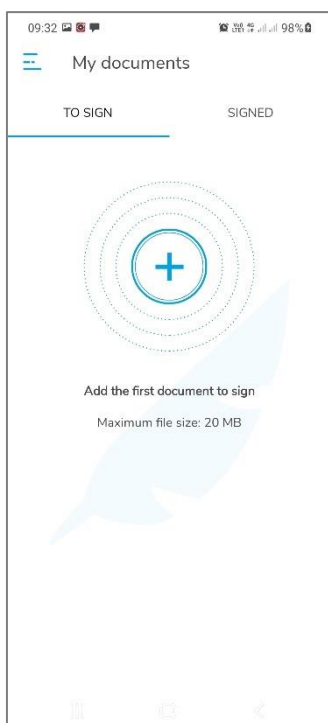 09:32 98%
My documents
TO SIGN SIGNED
Add the first document to sign
Maximum file size: 20 MB